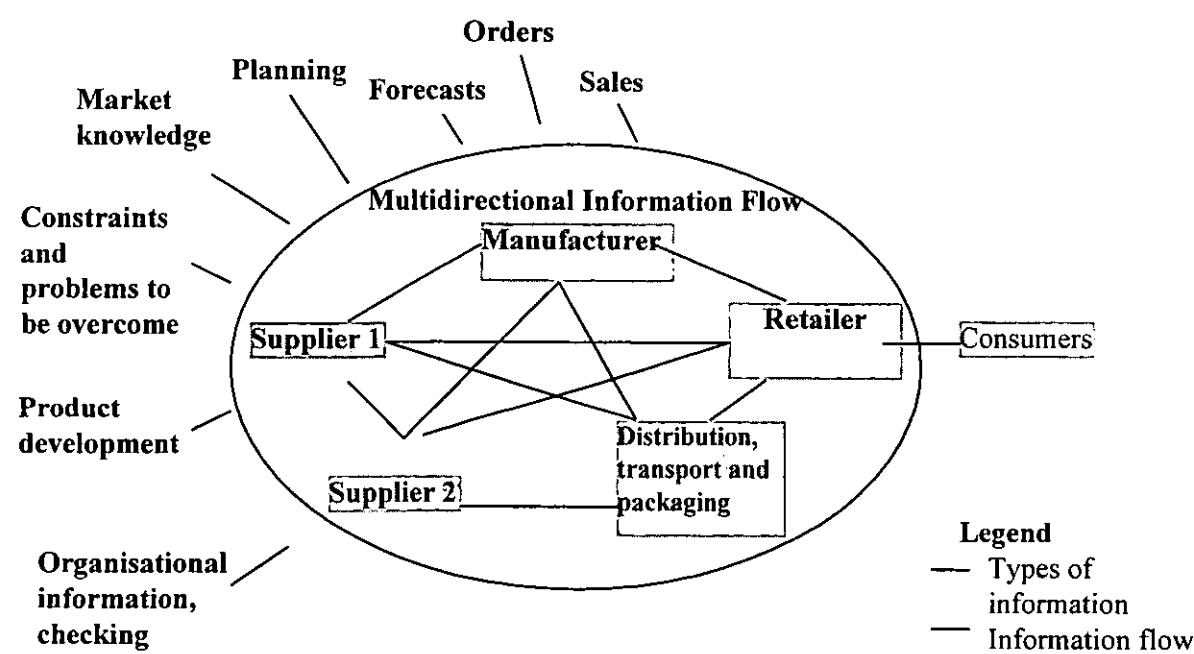 Orders
Planning
Forecasts
Sales
Market
knowledge
Constraints
and
problems to
be overcome
Product
development
Organisational
information,
checking
Multidirectional Information Flow
Manufacturer
Supplier 1
Retailer
Consumers
Distribution,
transport and
packaging
Supplier 2
Legend
Types of
information
Information flow